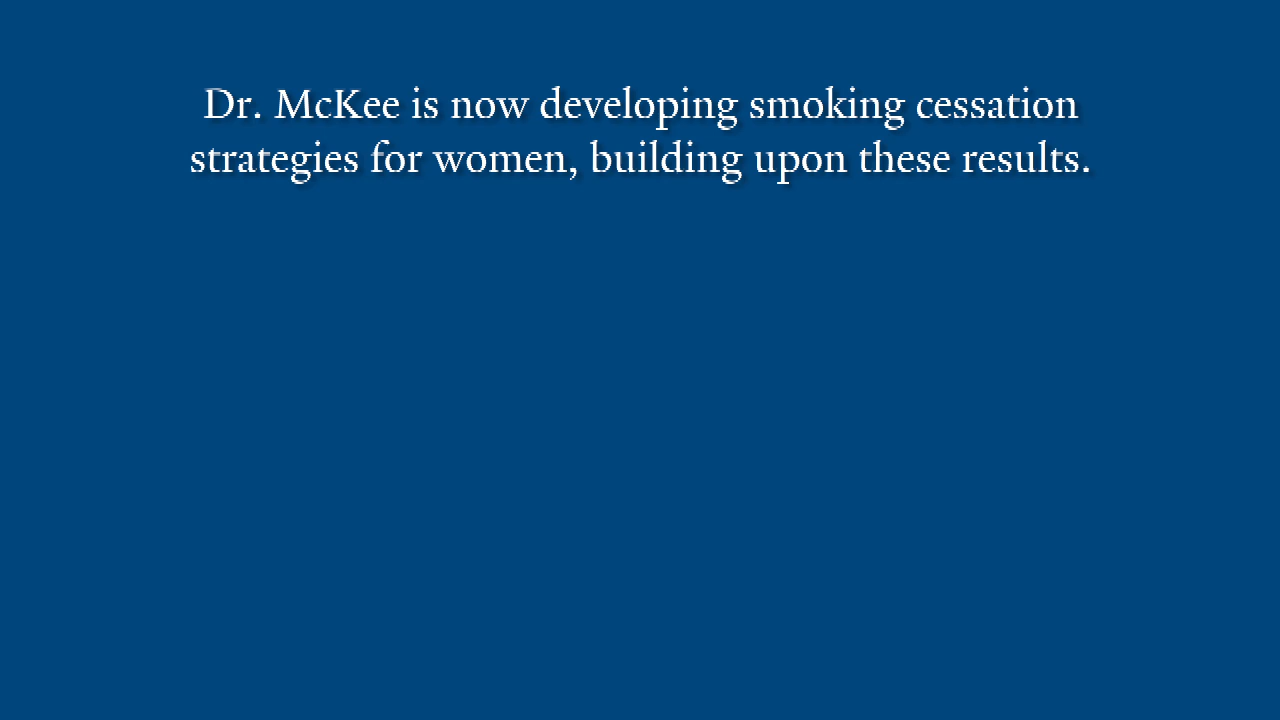 Dr. McKee is now developing smoking cessation
strategies for women, building upon these results.